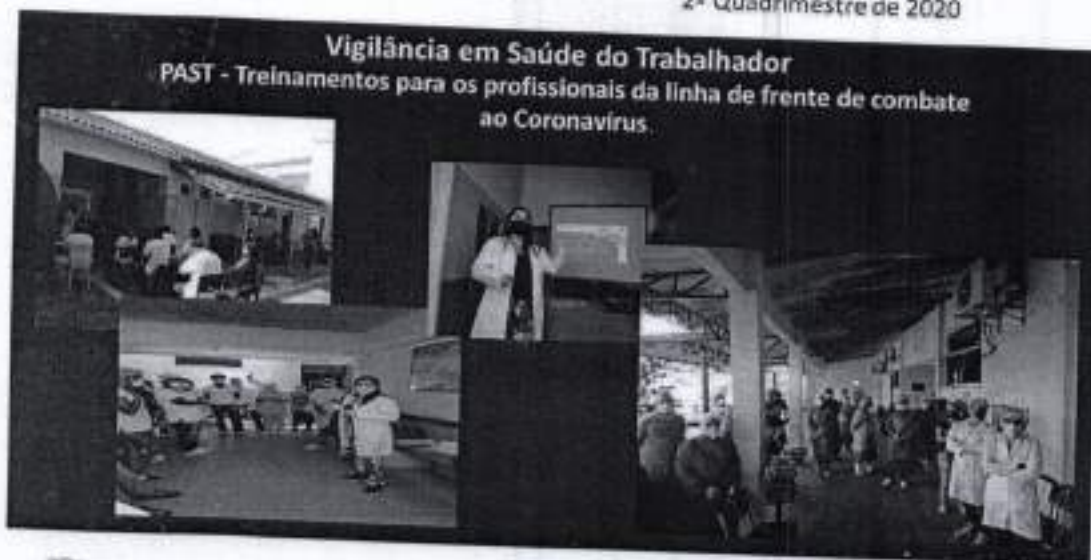 2º Quadrimestre de 2020
Vigilância em Saúde do Trabalhador
PAST - Treinamentos para os profissionais da linha de frente de combate
ao Coronavírus